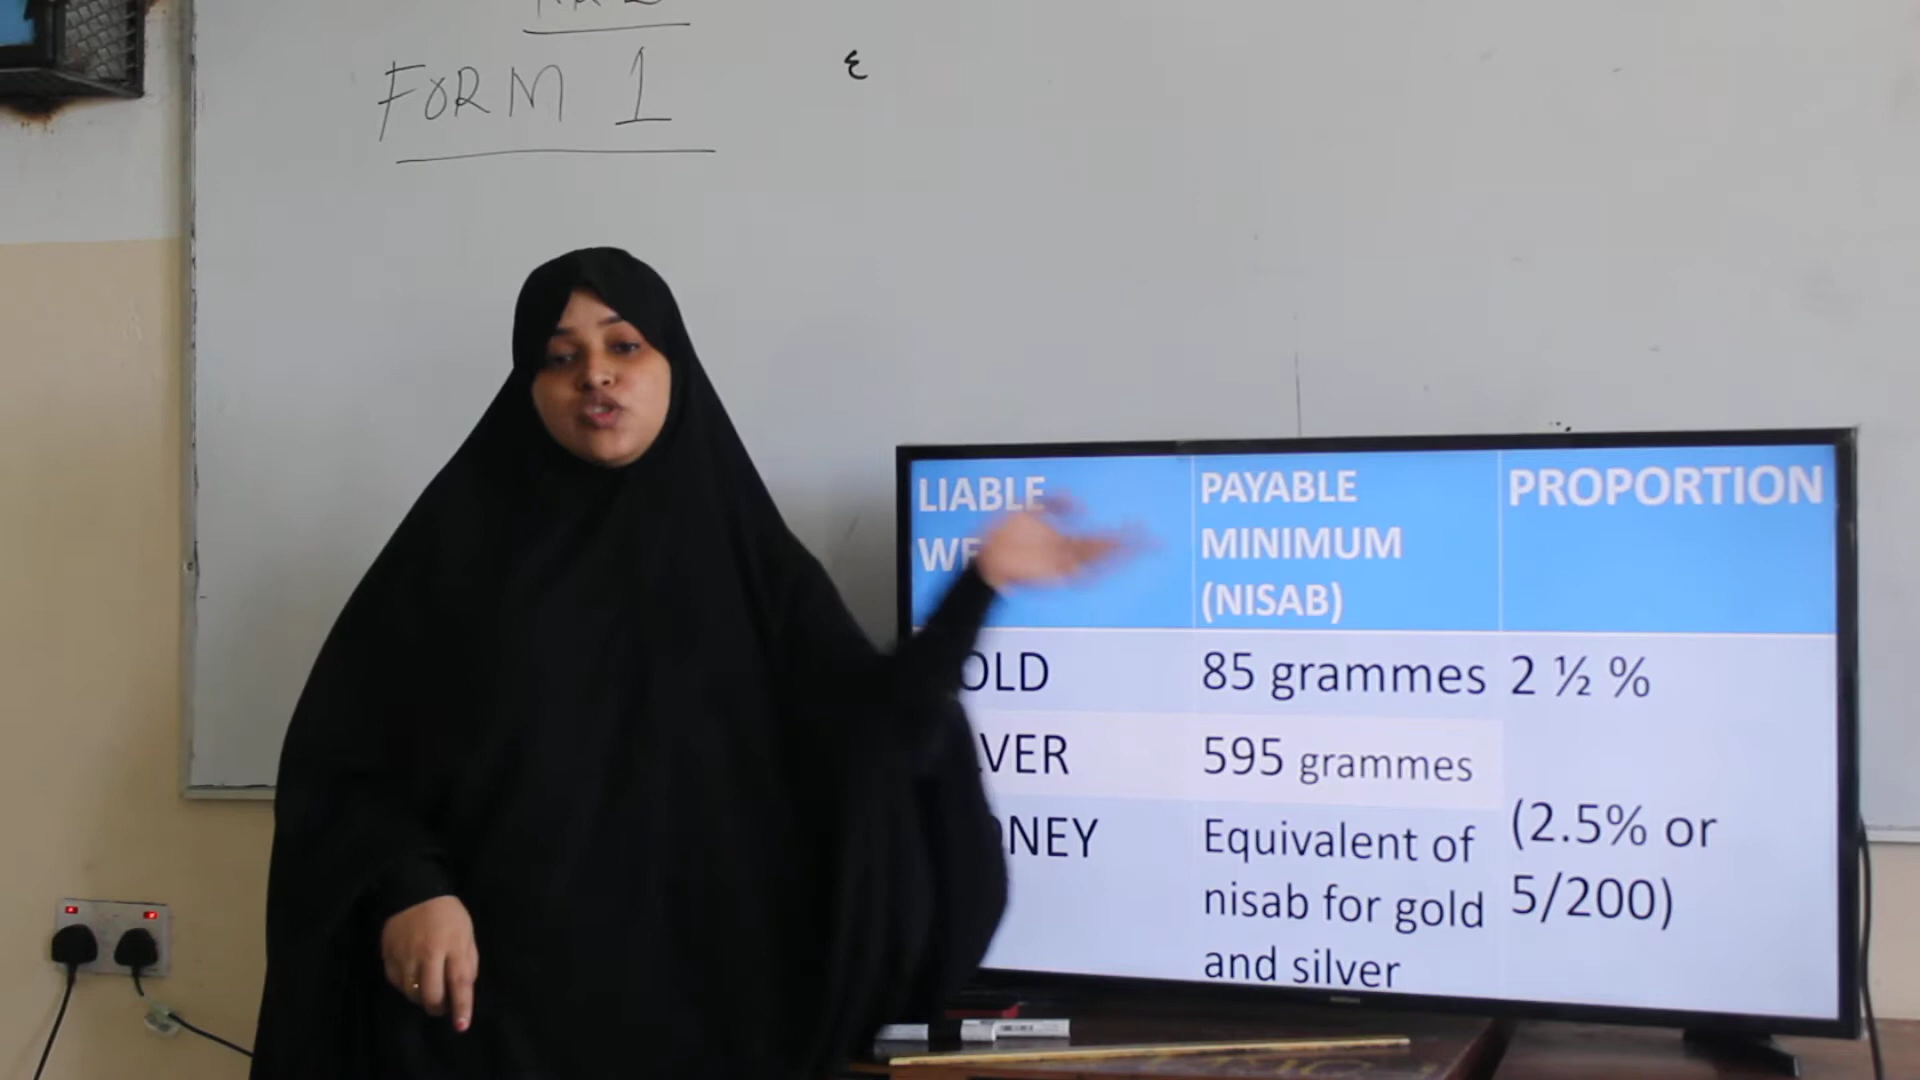 FORM 1
ع
LIABLE
PAYABLE
MINIMUM
(NISAB)
PROPORTION
OLD
85 grammes
2 ½ %
VER
595 grammes
NEY
Equivalent of
nisab for gold
and silver
(2.5% or
5/200)